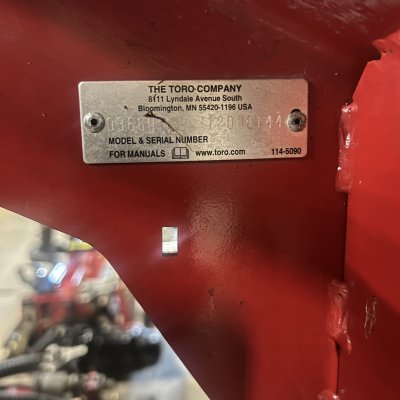 THE TORO COMPANY
8111 Lyndale Avenue South
Bloomington, MN 55420-1196 USA
MODEL & SERIAL NUMBER
FOR MANUALS www.toro.com 114-5090